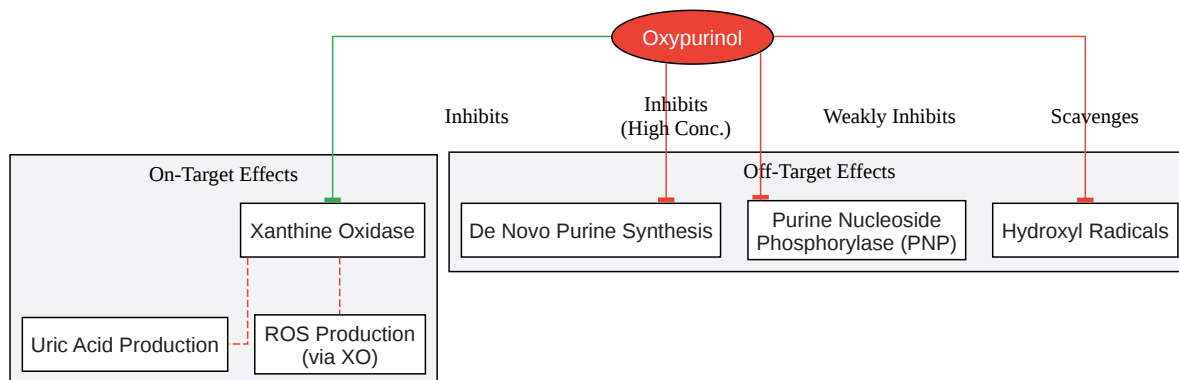 Oxypurinol
Inhibits
Inhibits
(High Conc.)
Weakly Inhibits
Scavenges
On-Target Effects
Off-Target Effects
Xanthine Oxidase
De Novo Purine Synthesis
Purine Nucleoside
Phosphorylase (PNP)
Hydroxyl Radicals
Uric Acid Production
ROS Production
(via XO)